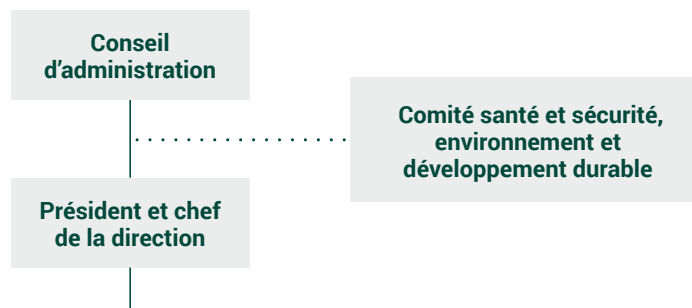 Conseil
d'administration
Comité santé et sécurité,
environnement et
développement durable
Président et chef
de la direction